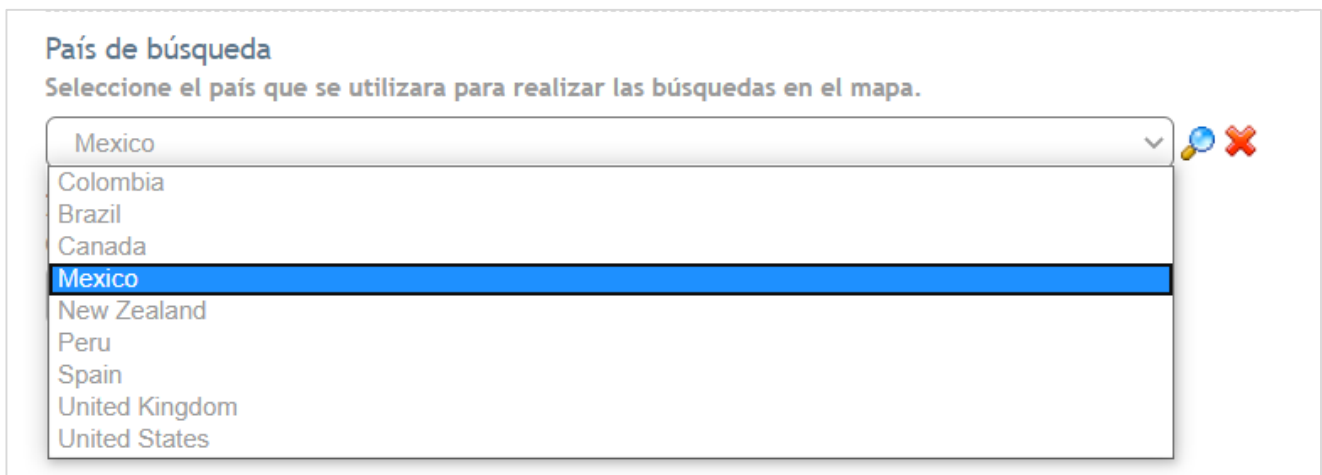 País de búsqueda
Seleccione el país que se utilizara para realizar las búsquedas en el mapa.
Mexico
Colombia
Brazil
Canada
Mexico
New Zealand
Peru
Spain
United Kingdom
United States